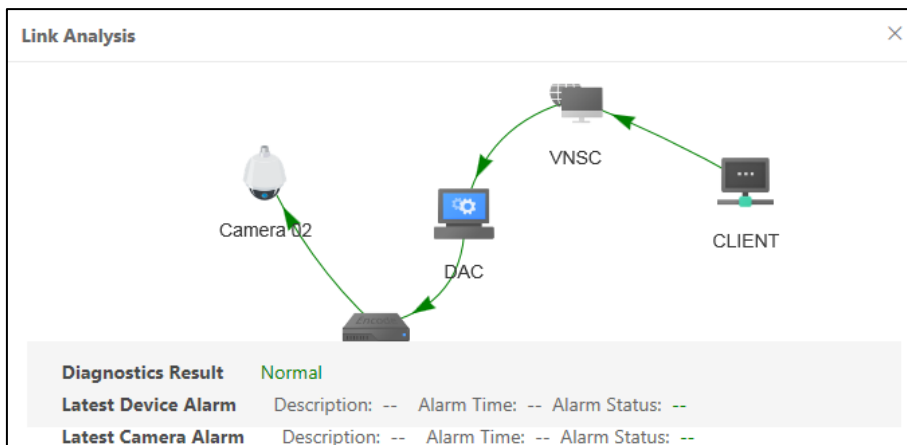 Link Analysis
VNSC
Camera 02
CLIENT
DAC
Encoder
Diagnostics Result Normal
Latest Device Alarm Description: -- Alarm Time: -- Alarm Status: --
Latest Camera Alarm Description: -- Alarm Time: -- Alarm Status: --